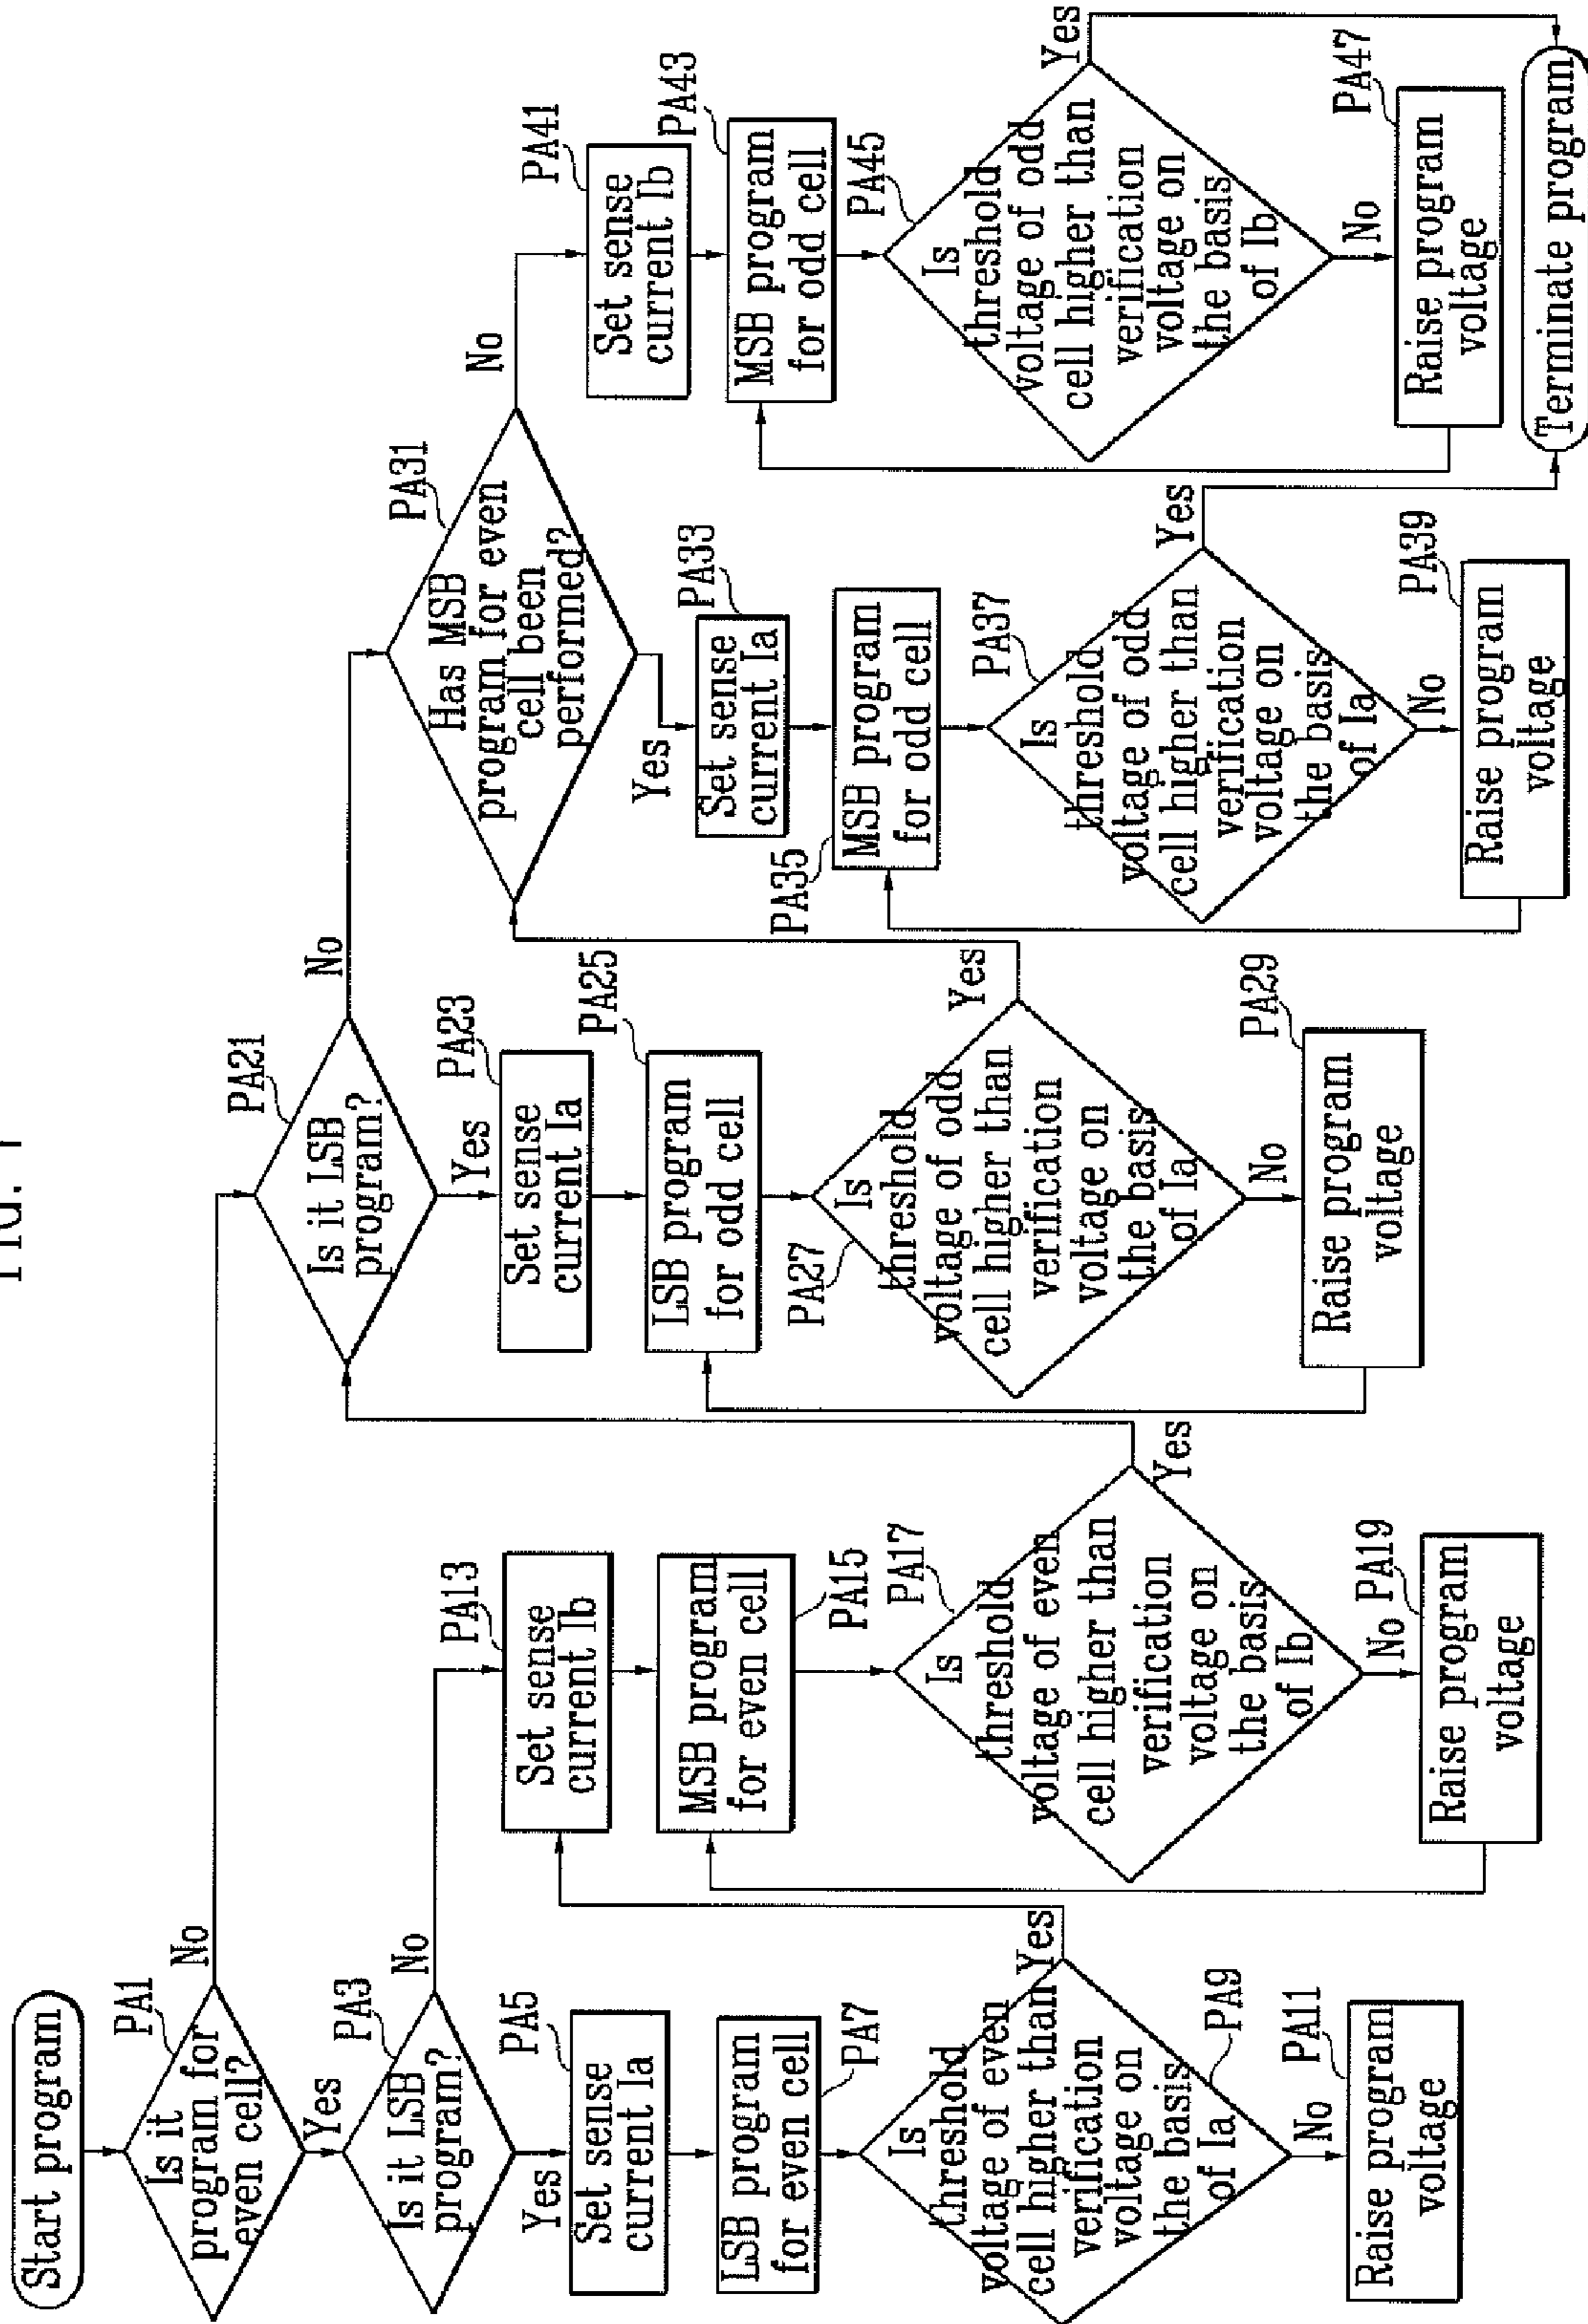 FIG. 1
Start program
PA1
Is it
program for
even cell?
No
Yes
PA3
Is it LSB
program?
No
Yes
PA5
Set sense
current Ia
LSB program
for even cell
PA7
Is
threshold
voltage of even
cell higher than
verification
voltage on
the basis
of Ia
Yes
PA9
No
PA11
Raise program
voltage
PA13
Set sense
current Ib
MSB program
for even cell
PA15
PA17
Is
threshold
voltage of even
cell higher than
verification
voltage on
the basis
of Ib
Yes
No
PA19
Raise program
voltage
PA21
Is it LSB
program?
No
Yes
PA23
Set sense
current Ia
PA25
LSB program
for odd cell
PA27
Is
threshold
voltage of odd
cell higher than
verification
voltage on
the basis
of Ia
Yes
No
PA29
Raise program
voltage
PA31
Has MSB
program for even
cell been
performed?
No
Yes
PA33
Set sense
current Ia
PA35
MSB program
for odd cell
PA37
Is
threshold
voltage of odd
cell higher than
verification
voltage on
the basis
of Ia
Yes
No
PA39
Raise program
voltage
PA41
Set sense
current Ib
PA43
MSB program
for odd cell
PA45
Is
threshold
voltage of odd
cell higher than
verification
voltage on
the basis
of Ib
Yes
No
PA47
Raise program
voltage
Terminate program